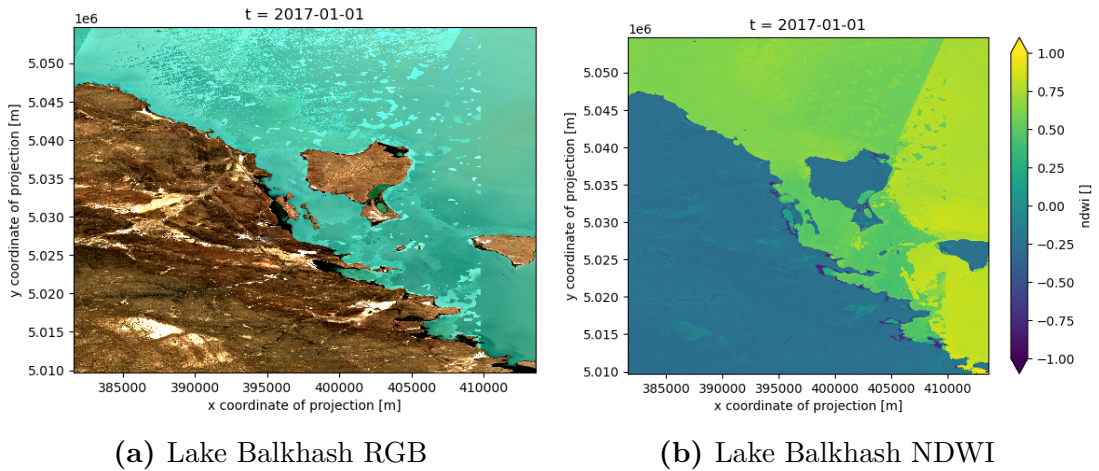 t = 2017-01-01
1e6
5.050
5.045
5.040
5.035
5.030
5.025
5.020
5.015
5.010
y coordinate of projection [m]
385000 390000 395000 400000 405000 410000
x coordinate of projection [m]
(a) Lake Balkhash RGB
t = 2017-01-01
1e6
5.050
5.045
5.040
5.035
5.030
5.025
5.020
5.015
5.010
y coordinate of projection [m]
385000 390000 395000 400000 405000 410000
x coordinate of projection [m]
1.00
0.75
0.50
0.25
0.00
−0.25
−0.50
−0.75
−1.00
ndwi []
(b) Lake Balkhash NDWI